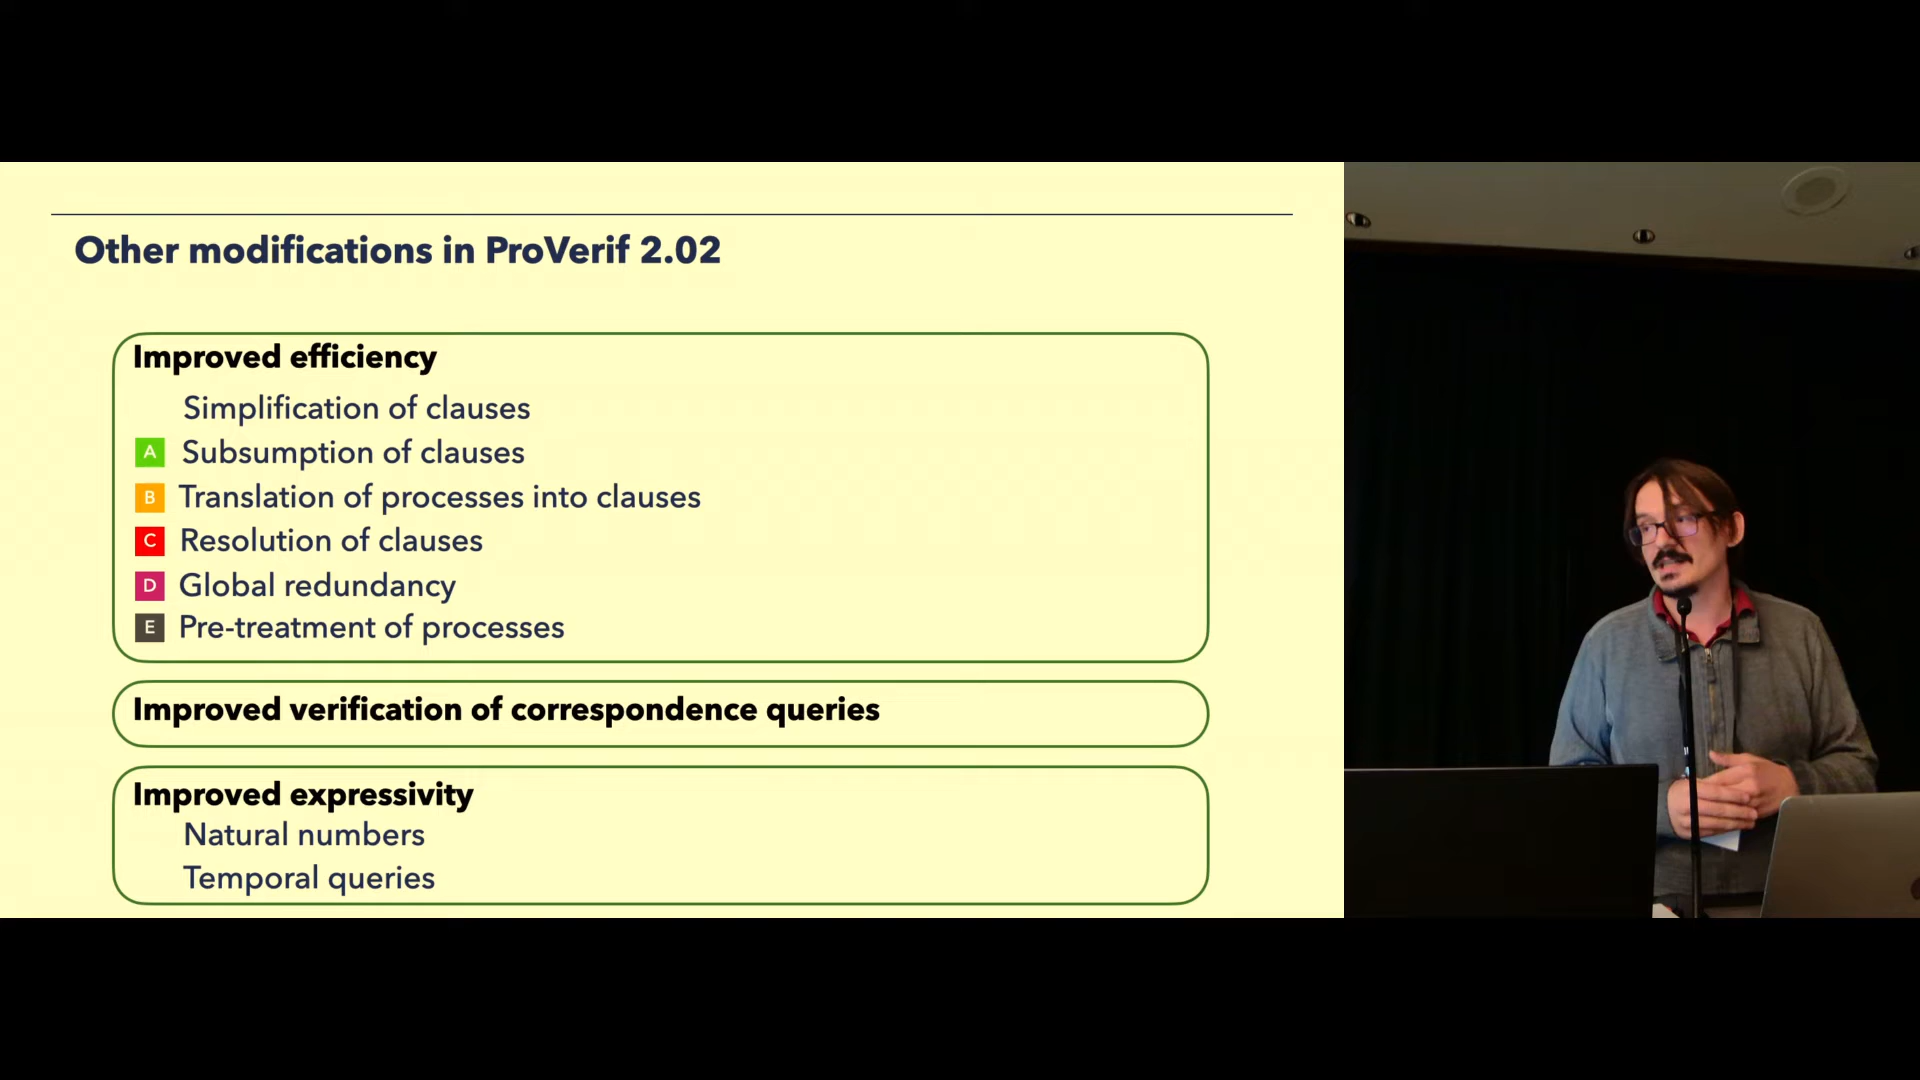 Other modifications in ProVerif 2.02
Improved efficiency
Simplification of clauses
A Subsumption of clauses
B Translation of processes into clauses
C Resolution of clauses
D Global redundancy
E Pre-treatment of processes
Improved verification of correspondence queries
Improved expressivity
Natural numbers
Temporal queries